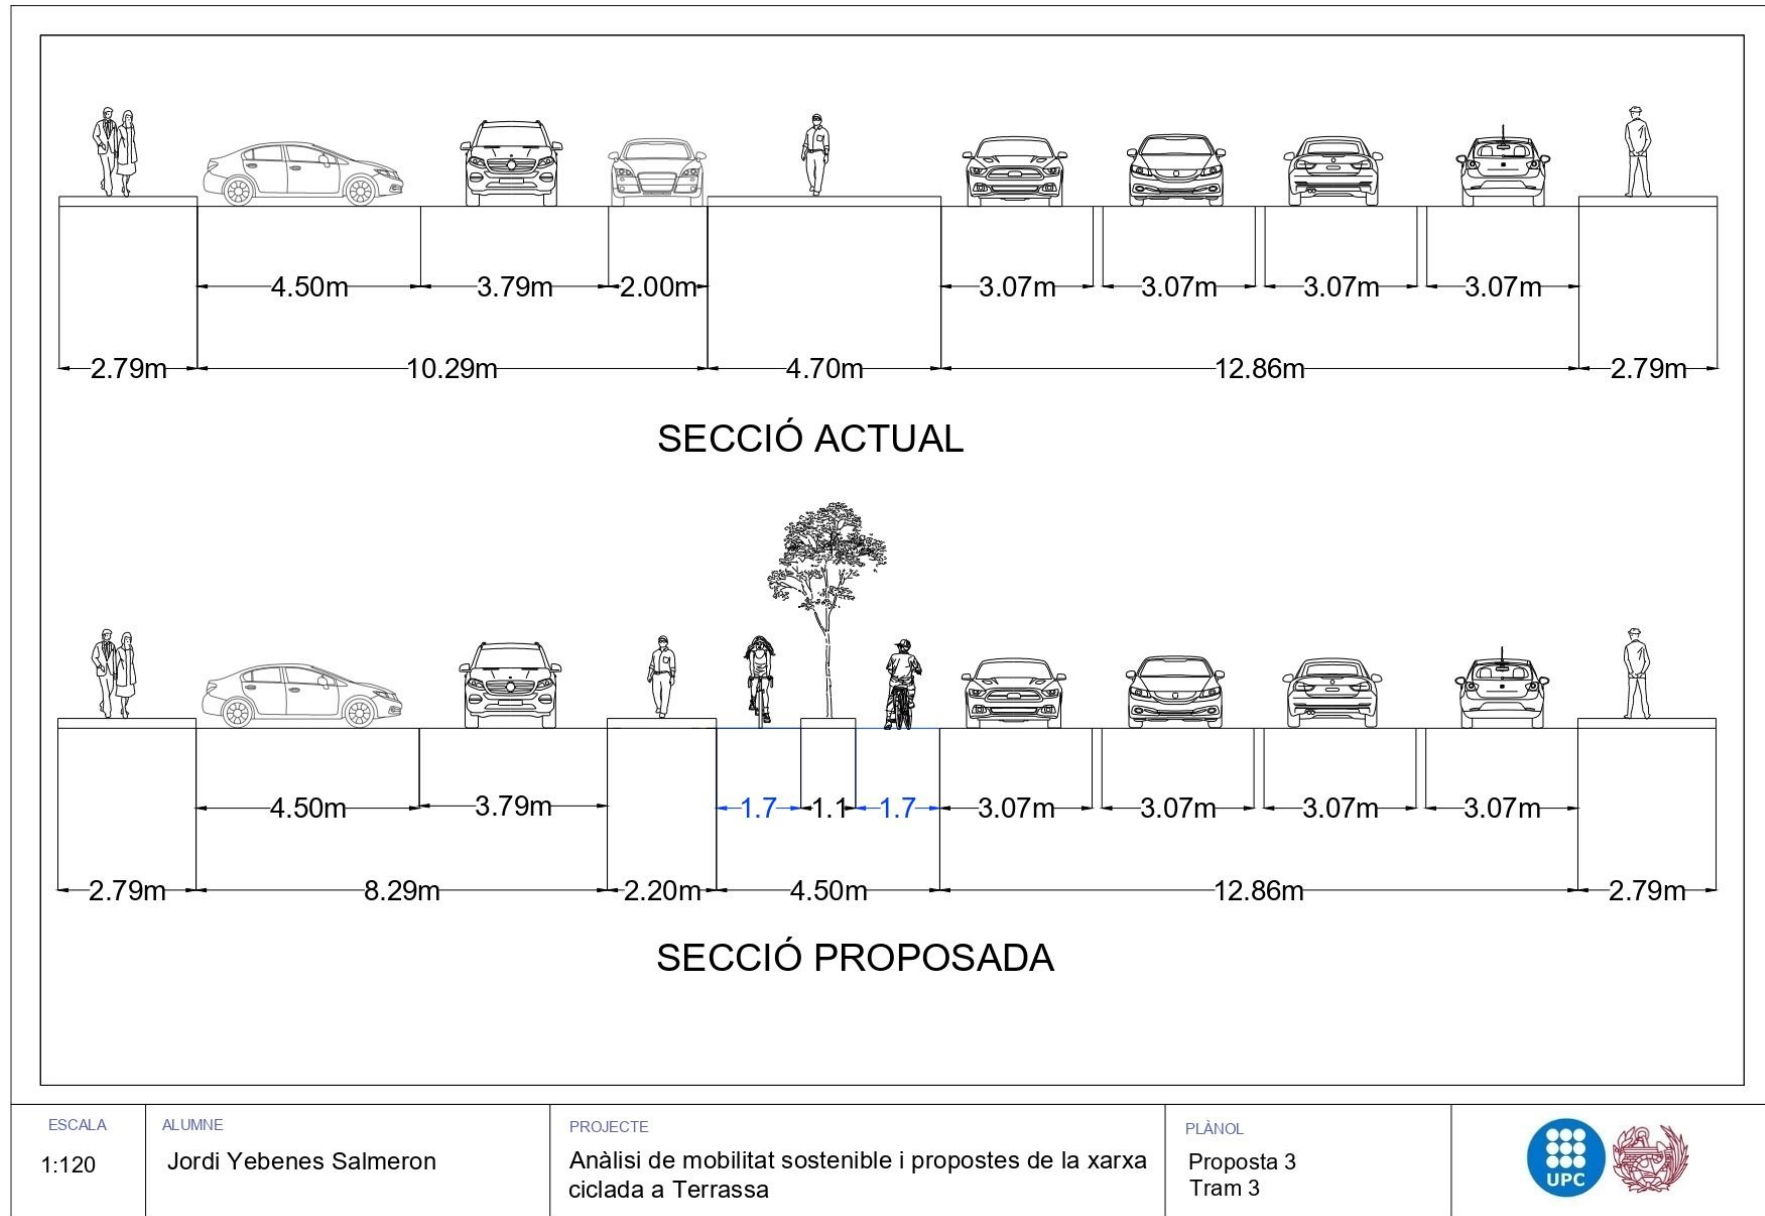 4.50m 3.79m 2.00m 3.07m 3.07m 3.07m 3.07m
2.79m 10.29m 4.70m 12.86m 2.79m
SECCIÓ ACTUAL
4.50m 3.79m 1.7 1.1 1.7 3.07m 3.07m 3.07m 3.07m
2.79m 8.29m 2.20m 4.50m 12.86m 2.79m
SECCIÓ PROPOSADA
ESCALA
1:120
ALUMNE
Jordi Yebenes Salmeron
PROJECTE
Anàlisi de mobilitat sostenible i propostes de la xarxa
ciclada a Terrassa
PLÀNOL
Proposta 3
Tram 3
UPC